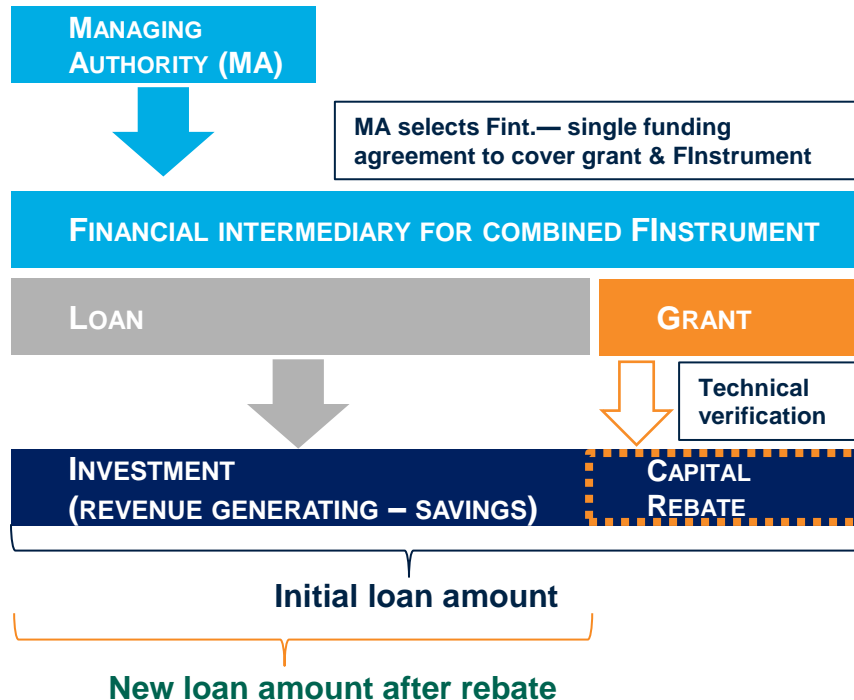 MANAGING
AUTHORITY (MA)
MA selects Fint.— single funding
agreement to cover grant & FInstrument
FINANCIAL INTERMEDIARY FOR COMBINED FINSTRUMENT
LOAN
GRANT
Technical
verification
INVESTMENT
(REVENUE GENERATING – SAVINGS)
CAPITAL
REBATE
Initial loan amount
New loan amount after rebate